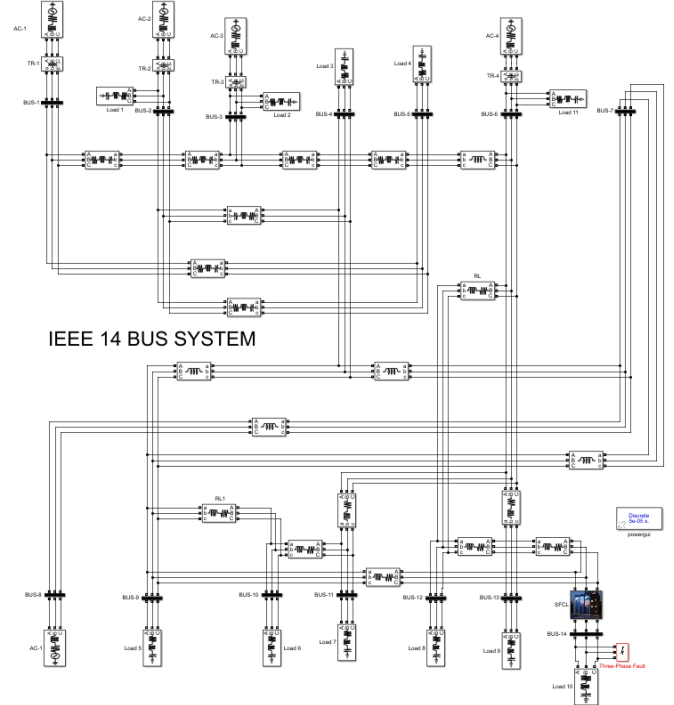 AC-1
AC-2
AC-3
AC-4
TR-1
TR-2
TR-3
TR-4
Load 1
Load 2
Load 3
Load 4
Load 11
BUS-1
BUS-2
BUS-3
BUS-4
BUS-5
BUS-6
BUS-7
RL
IEEE 14 BUS SYSTEM
RL1
Discrete
5e-05 s.
powergui
BUS-8
BUS-9
BUS-10
BUS-11
BUS-12
BUS-13
SFCL
BUS-14
AC-1
Load 5
Load 6
Load 7
Load 8
Load 9
Three-Phase Fault
Load 10